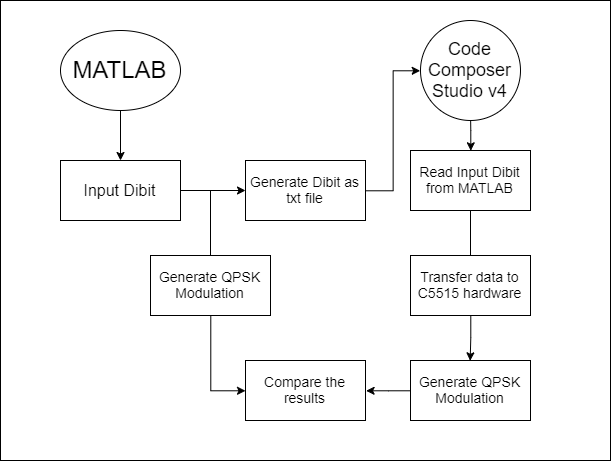 MATLAB
Code
Composer
Studio v4
Input Dibit
Generate Dibit as
txt file
Read Input Dibit
from MATLAB
Generate QPSK
Modulation
Transfer data to
C5515 hardware
Compare the
results
Generate QPSK
Modulation